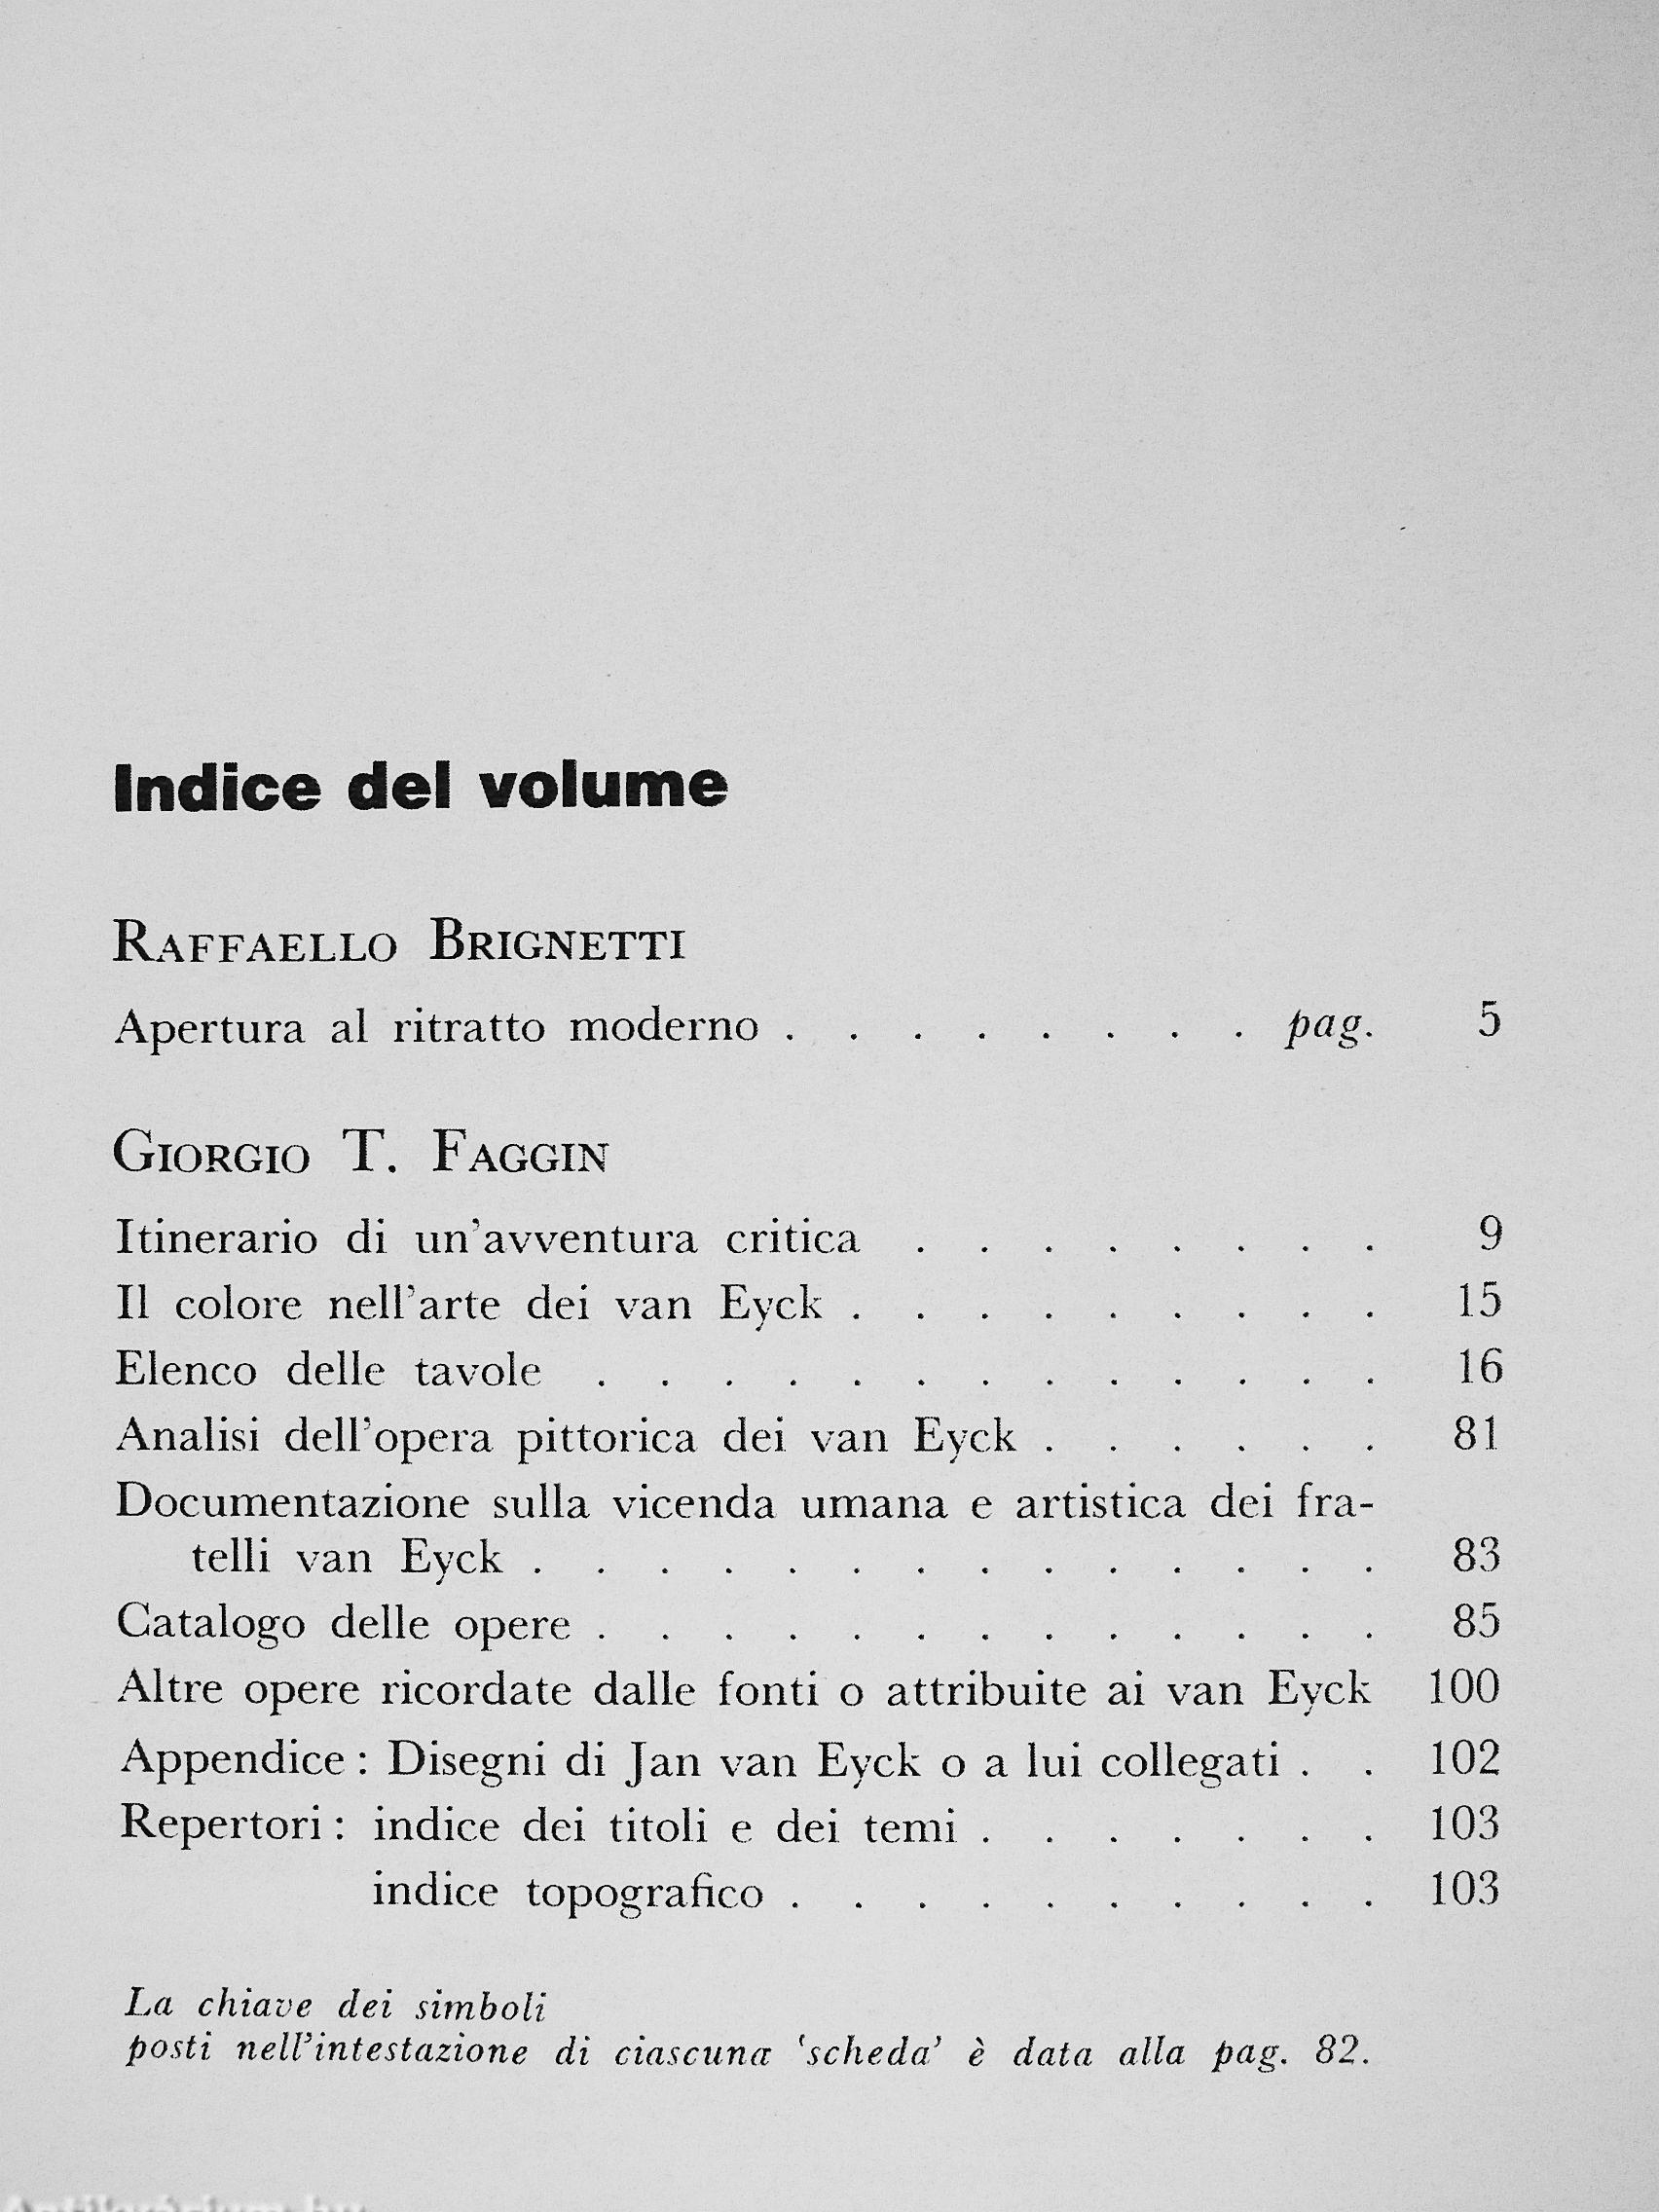 Indice del volume
RAFFAELLO BRIGNETTI
Apertura al ritratto moderno . . . . . . . . pag. 5
GIORGIO T. FAGGIN
Itinerario di un'avventura critica . . . . . . . . 9
Il colore nell'arte dei van Eyck . . . . . . . . . 15
Elenco delle tavole . . . . . . . . . . . . . 16
Analisi dell'opera pittorica dei van Eyck . . . . . . 81
Documentazione sulla vicenda umana e artistica dei fra-
telli van Eyck . . . . . . . . . . . . . . 83
Catalogo delle opere . . . . . . . . . . . . . 85
Altre opere ricordate dalle fonti o attribuite ai van Eyck 100
Appendice: Disegni di Jan van Eyck o a lui collegati . . 102
Repertori: indice dei titoli e dei temi . . . . . . . 103
indice topografico . . . . . . . . . . 103
La chiave dei simboli
posti nell'intestazione di ciascuna 'scheda' è data alla pag. 82.